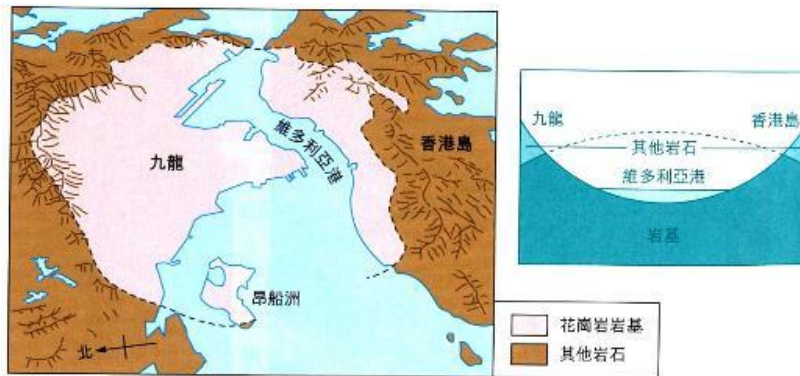 九龍
維多利亞港
香港島
昂船洲
北
九龍
香港島
其他岩石
維多利亞港
岩基
花崗岩岩基
其他岩石